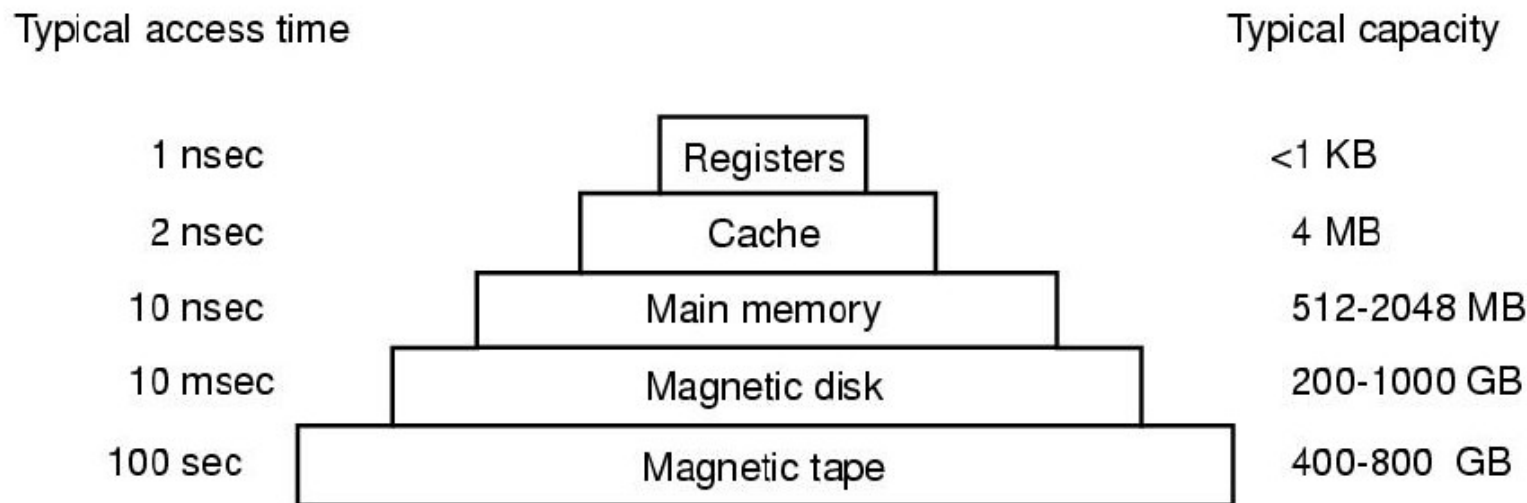 Typical access time Typical capacity
1 nsec Registers <1 KB
2 nsec Cache 4 MB
10 nsec Main memory 512-2048 MB
10 msec Magnetic disk 200-1000 GB
100 sec Magnetic tape 400-800 GB